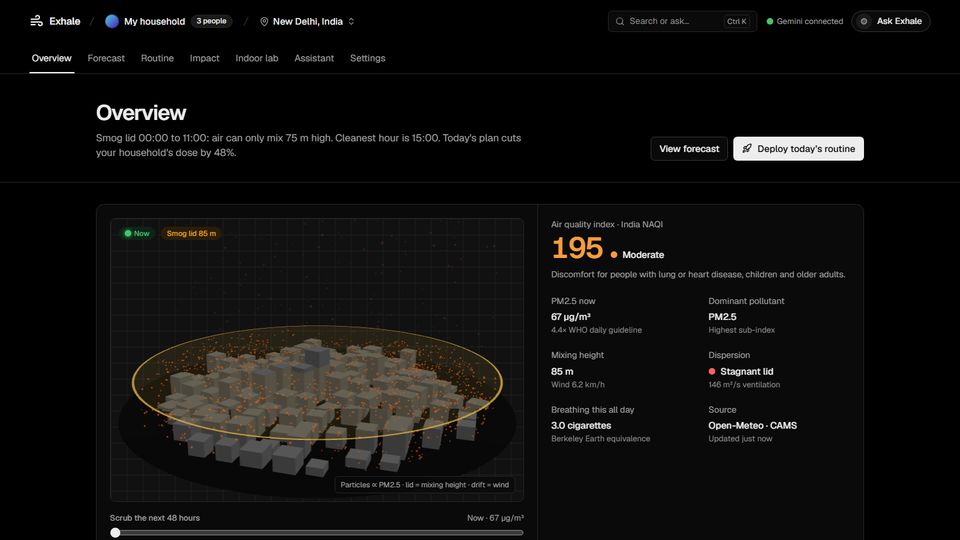 Exhale / My household 3 people / New Delhi, India
Search or ask... Ctrl K Gemini connected Ask Exhale
Overview Forecast Routine Impact Indoor lab Assistant Settings
Overview
Smog lid 00:00 to 11:00: air can only mix 75 m high. Cleanest hour is 15:00. Today's plan cuts
your household's dose by 48%.
View forecast Deploy today's routine
Now Smog lid 85 m
Particles ∝ PM2.5 · lid = mixing height · drift = wind
Scrub the next 48 hours Now · 67 µg/m³
Air quality index · India NAQI
195 Moderate
Discomfort for people with lung or heart disease, children and older adults.
PM2.5 now Dominant pollutant
67 µg/m³ PM2.5
4.4× WHO daily guideline Highest sub-index
Mixing height Dispersion
85 m Stagnant lid
Wind 6.2 km/h 146 m²/s ventilation
Breathing this all day Source
3.0 cigarettes Open-Meteo · CAMS
Berkeley Earth equivalence Updated just now